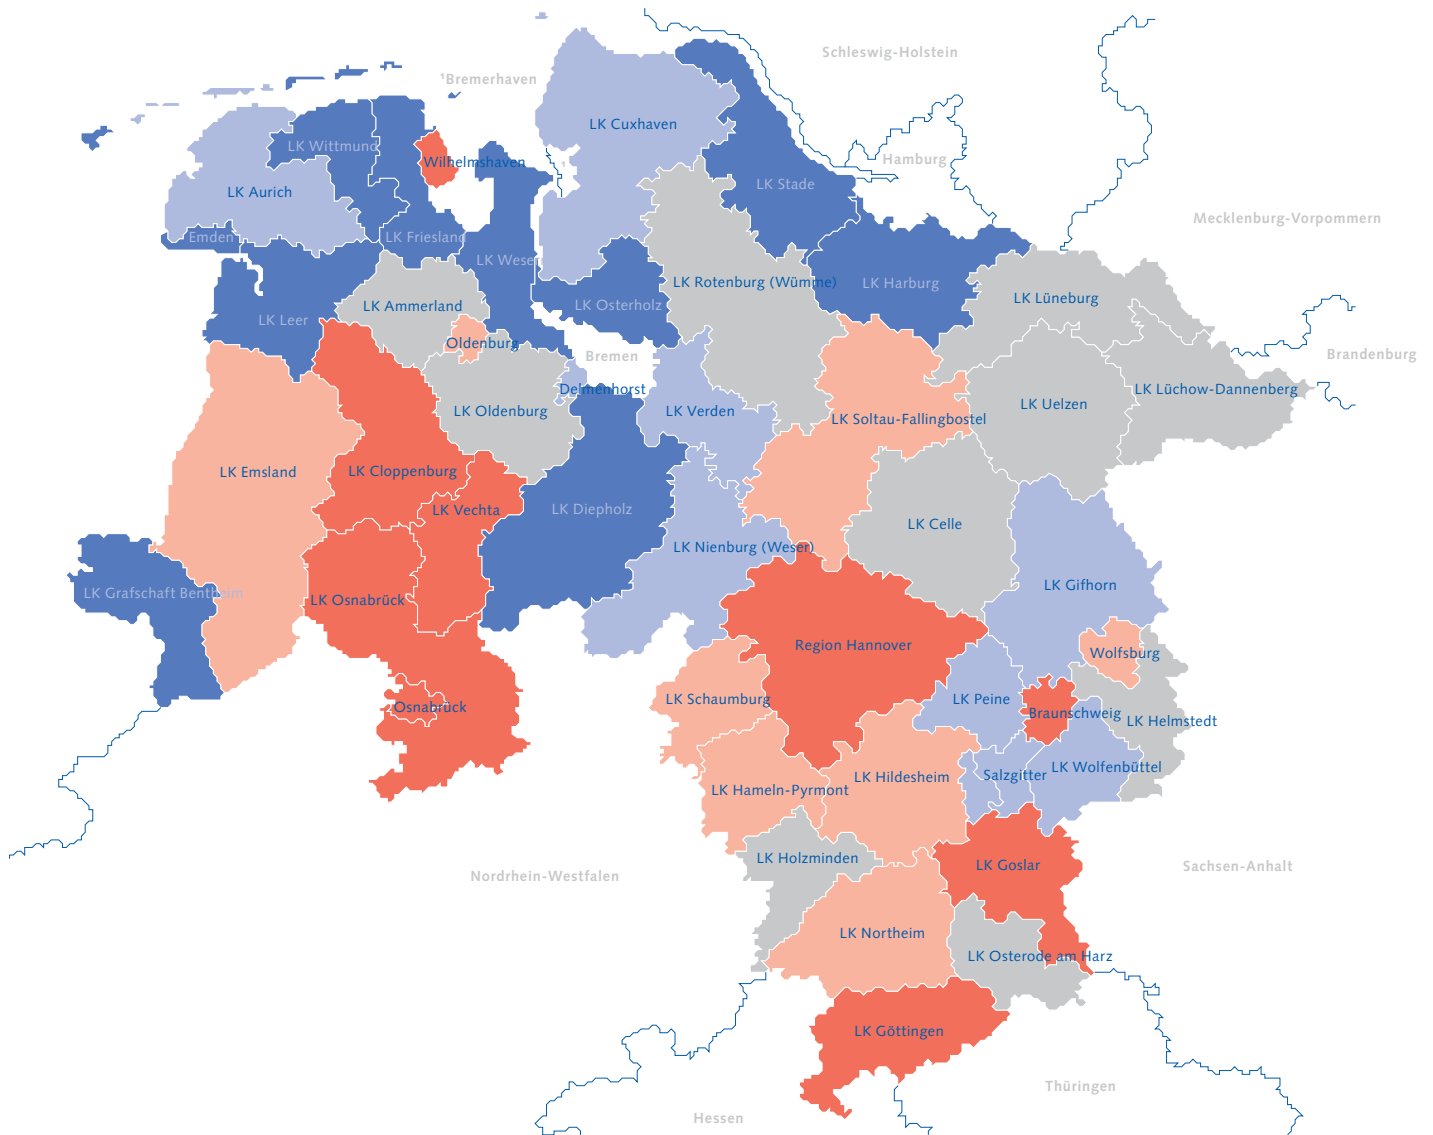 Schleswig-Holstein
¹Bremerhaven
LK Cuxhaven
LK Wittmund
Wilhelmshaven
Hamburg
1
LK Stade
LK Aurich
Mecklenburg-Vorpommern
Emden
LK Friesland
LK Wese
LK Rotenburg (Wümme)
LK Harburg
LK Lüneburg
LK Ammerland
LK Osterholz
LK Leer
Oldenburg
Bremen
Brandenburg
Delmenhorst
LK Lüchow-Dannenberg
LK Uelzen
LK Oldenburg
LK Verden
LK Soltau-Fallingbostel
LK Emsland
LK Cloppenburg
LK Vechta
LK Diepholz
LK Celle
LK Nienburg (Weser)
LK Gifhorn
LK Grafschaft Bentheim
LK Osnabrück
Region Hannover
Wolfsburg
LK Schaumburg
LK Peine
Osnabrück
Braunschweig
LK Helmstedt
LK Wolfenbüttel
Salzgitter
LK Hildesheim
LK Hameln-Pyrmont
LK Holzminden
LK Goslar
Sachsen-Anhalt
Nordrhein-Westfalen
LK Northeim
LK Osterode am Harz
LK Göttingen
Thüringen
Hessen